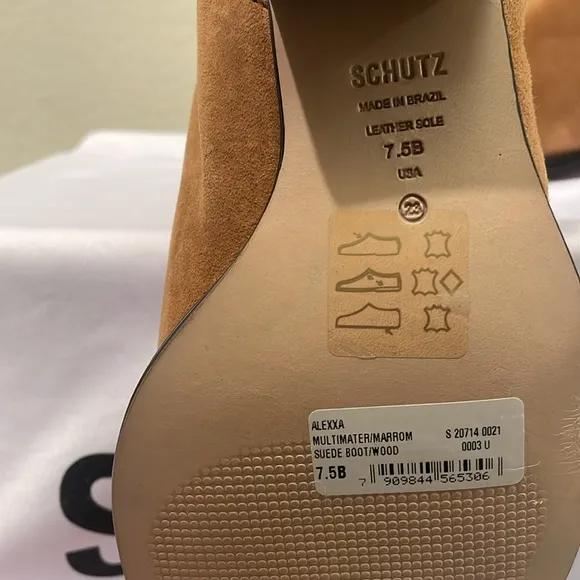 SCHUTZ
MADE IN BRAZIL
LEATHER SOLE
7.5B
USA
23
ALEXXA
MULTIMATER/MARROM S 20714 0021
SUEDE BOOT/WOOD 0003 U
7.5B
7 909844 565306
S